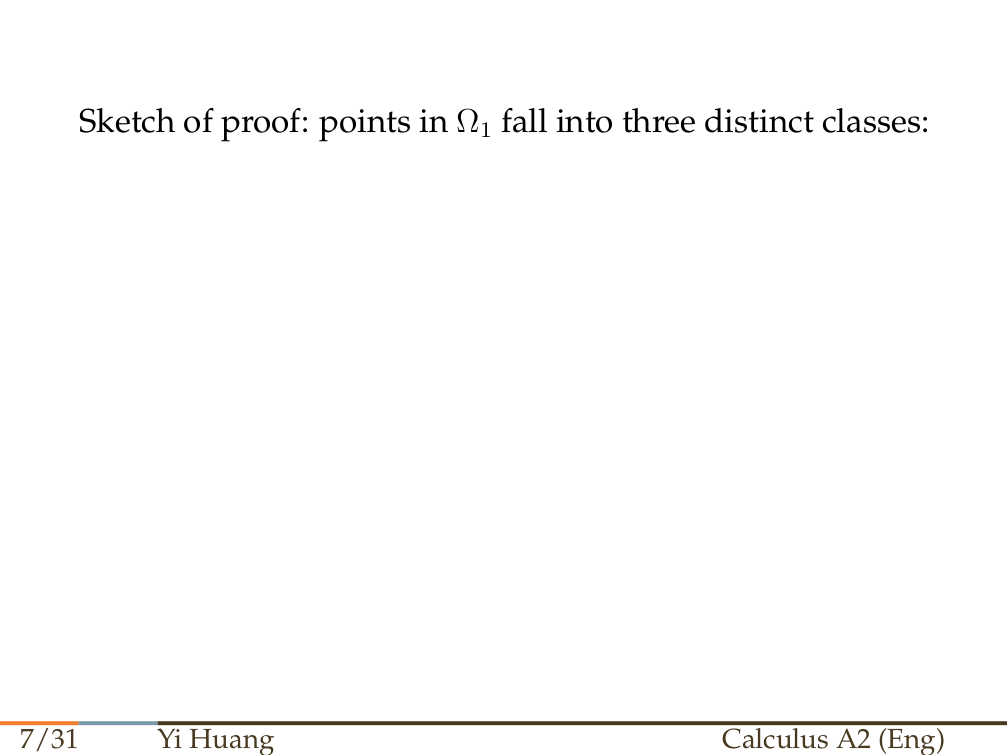 Sketch of proof: points in Ω₁ fall into three distinct classes:
7/31 Yi Huang Calculus A2 (Eng)